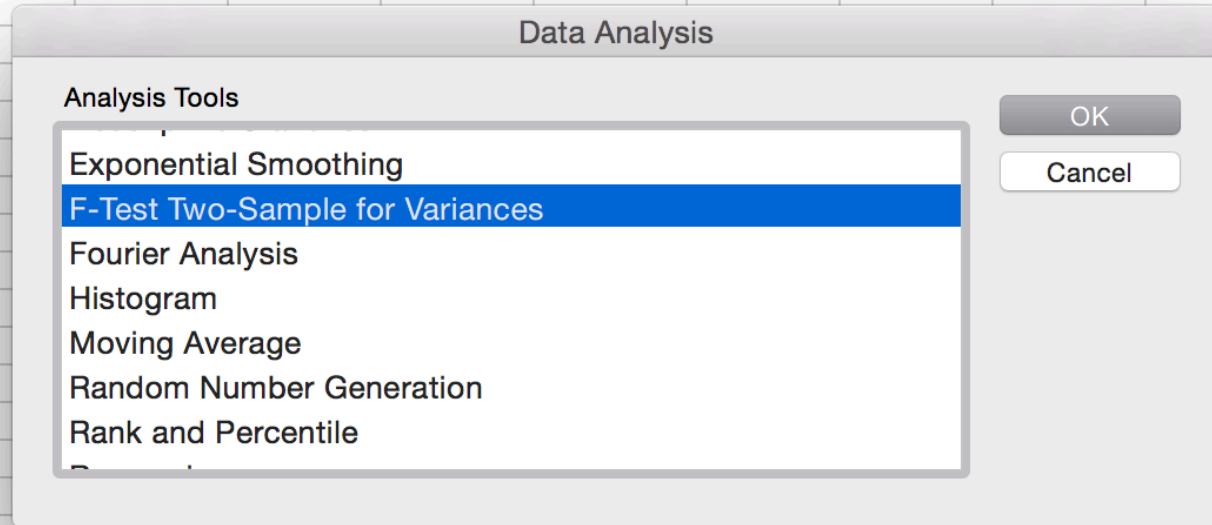 Data Analysis
Analysis Tools
OK
Cancel
Exponential Smoothing
F-Test Two-Sample for Variances
Fourier Analysis
Histogram
Moving Average
Random Number Generation
Rank and Percentile